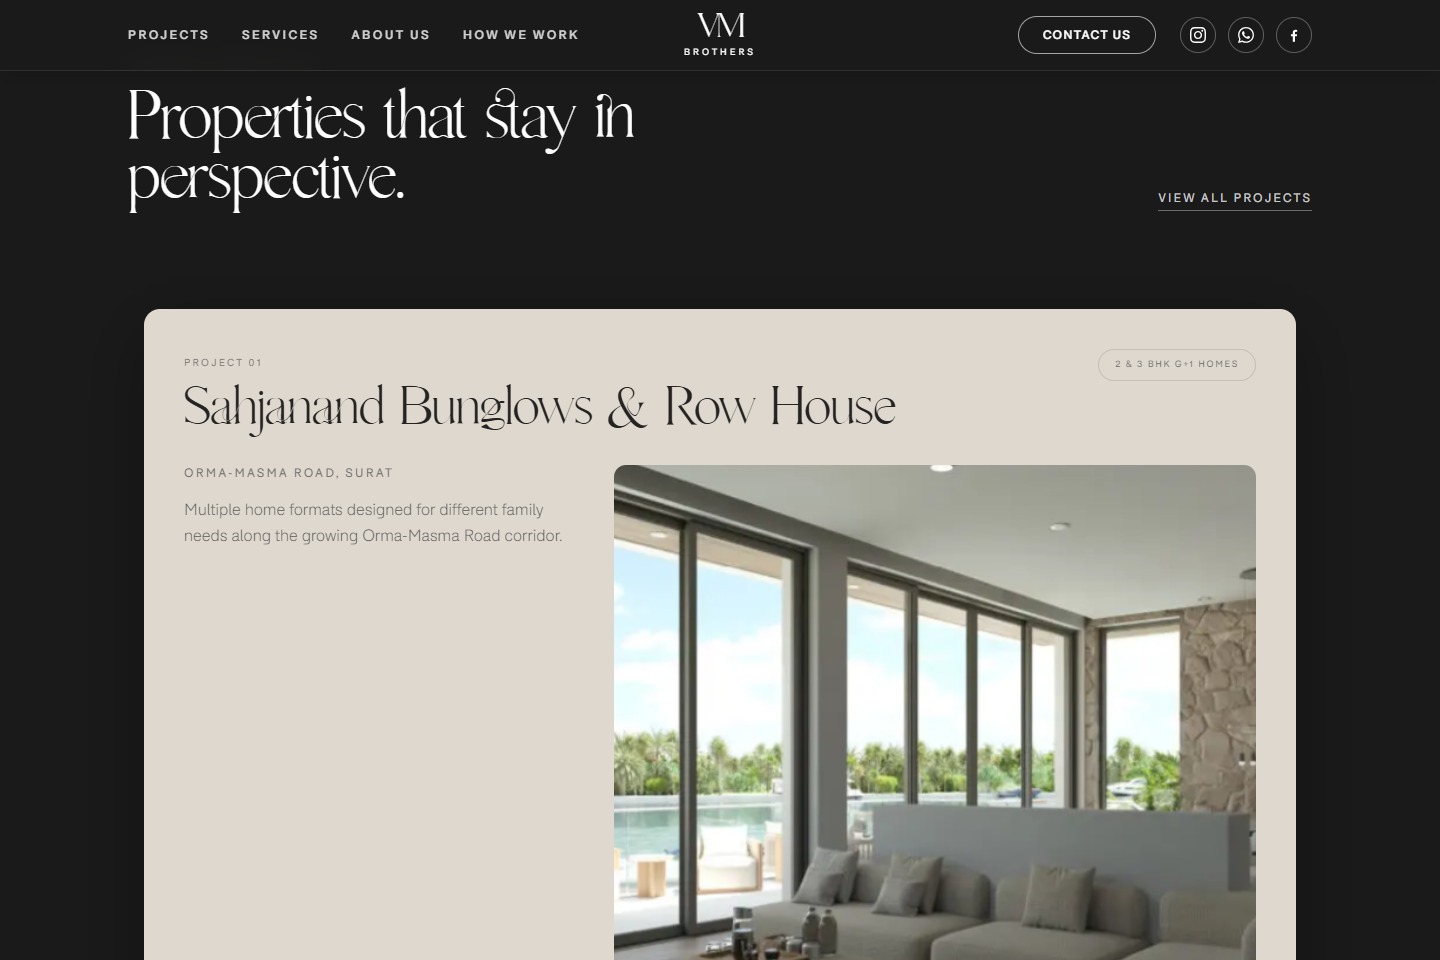 PROJECTS SERVICES ABOUT US HOW WE WORK VM BROTHERS CONTACT US
Properties that stay in
perspective.
VIEW ALL PROJECTS
PROJECT 01
2 & 3 BHK G+1 HOMES
Sahjanand Bunglows & Row House
ORMA-MASMA ROAD, SURAT
Multiple home formats designed for different family
needs along the growing Orma-Masma Road corridor.